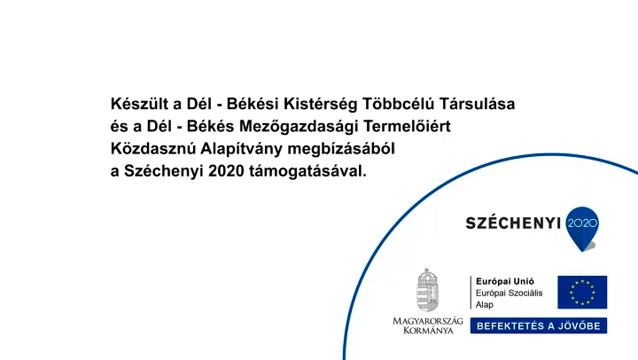 Készült a Dél - Békési Kistérség Többcélú Társulása
és a Dél - Békés Mezőgazdasági Termelőiért
Közdasznú Alapítvány megbízásából
a Széchenyi 2020 támogatásával.
SZÉCHENYI 2020
MAGYARORSZÁG
KORMÁNYA
Európai Unió
Európai Szociális
Alap
BEFEKTETÉS A JÖVŐBE